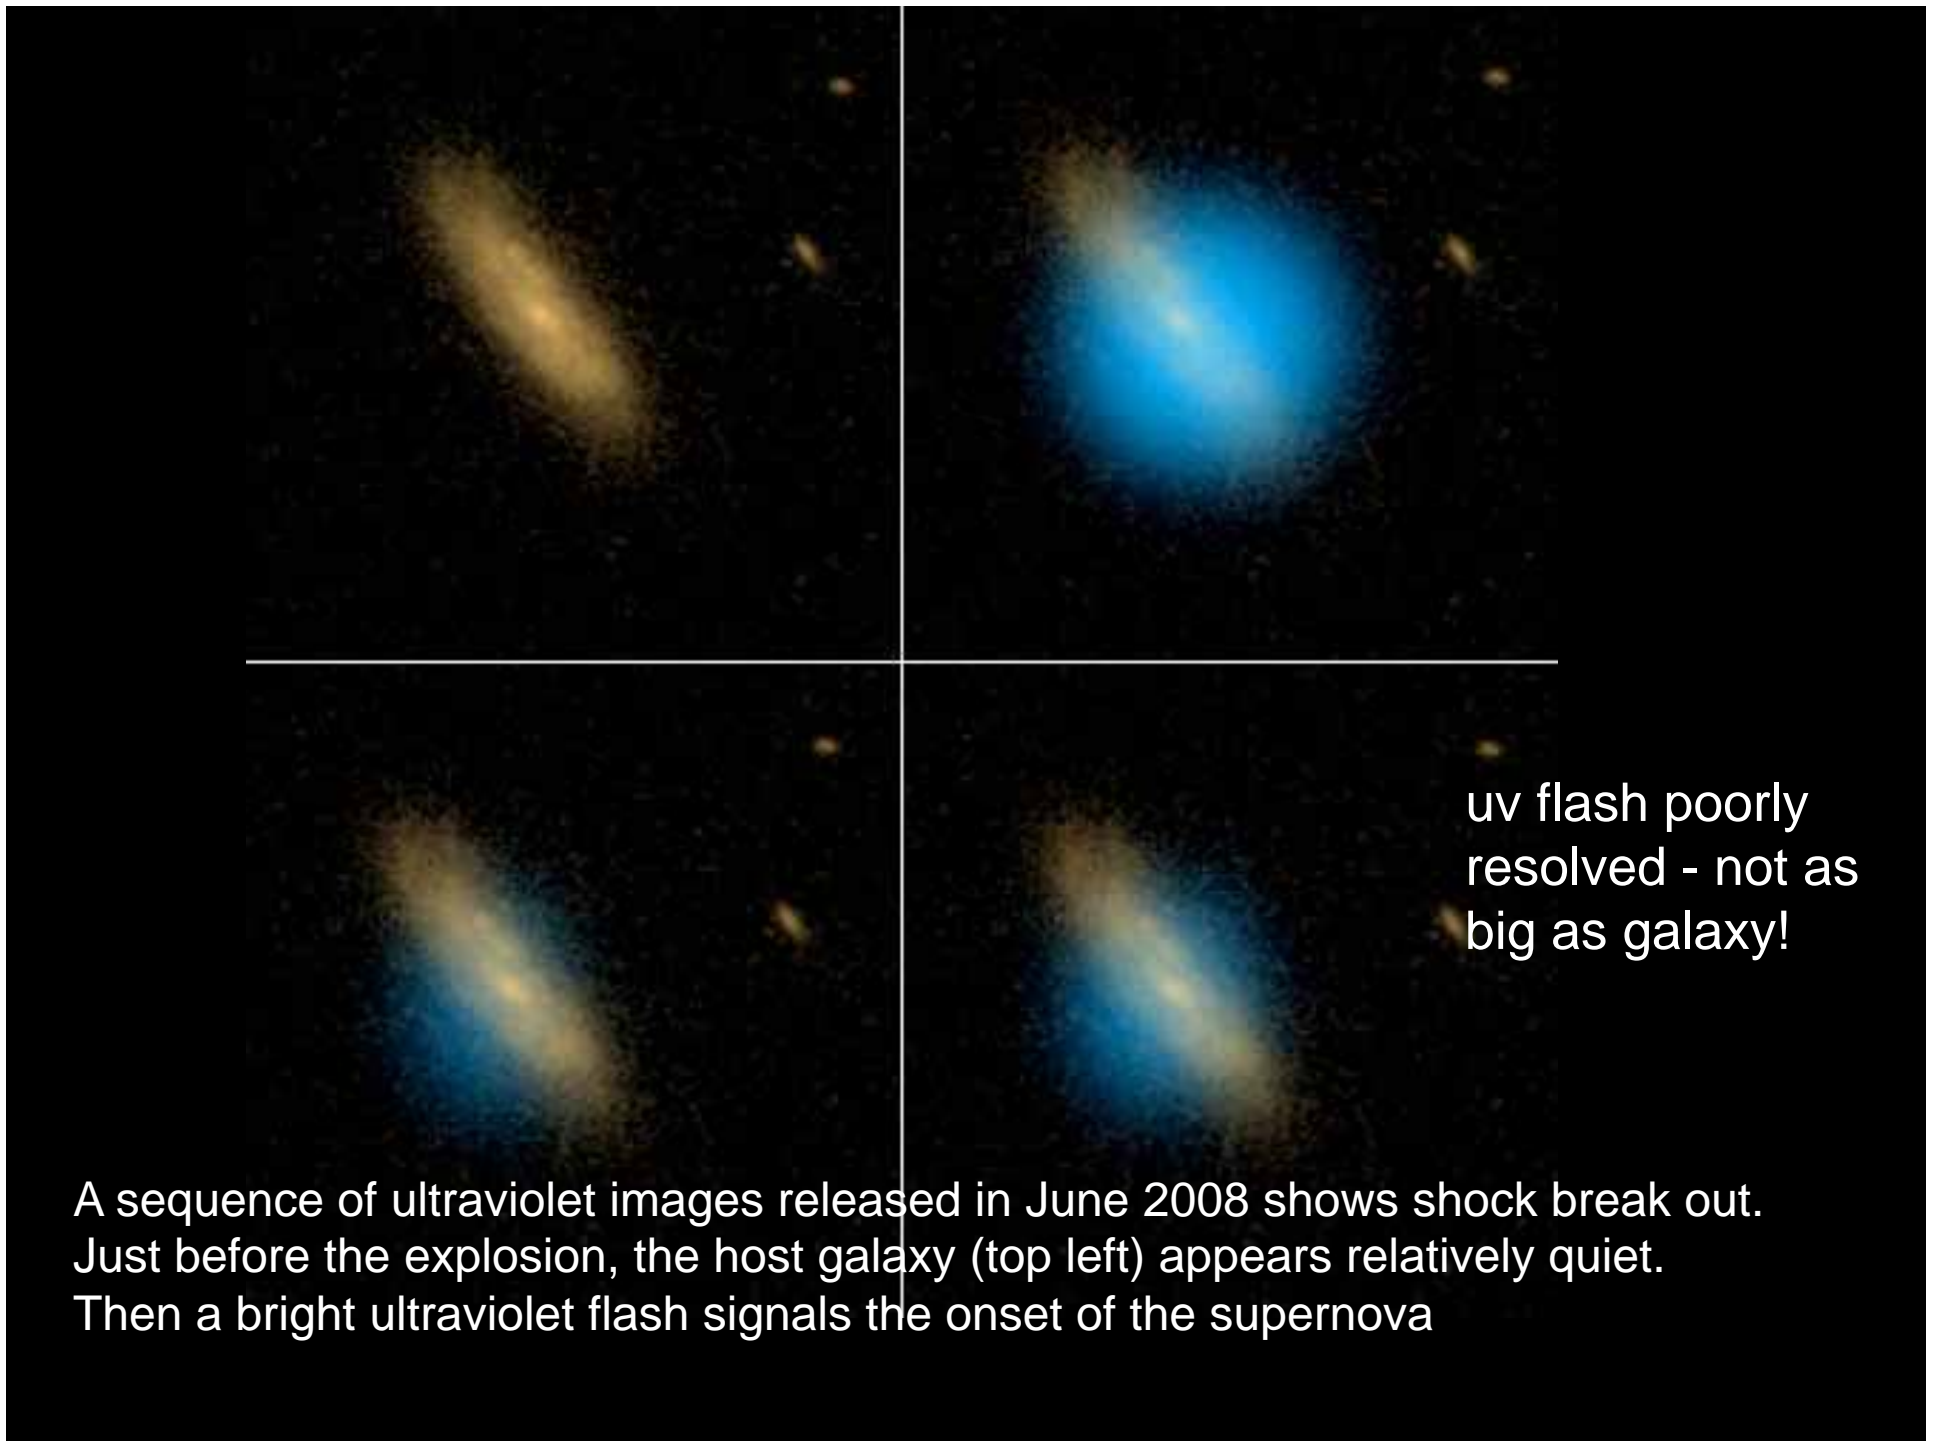 uv flash poorly
resolved - not as
big as galaxy!
A sequence of ultraviolet images released in June 2008 shows shock break out.
Just before the explosion, the host galaxy (top left) appears relatively quiet.
Then a bright ultraviolet flash signals the onset of the supernova